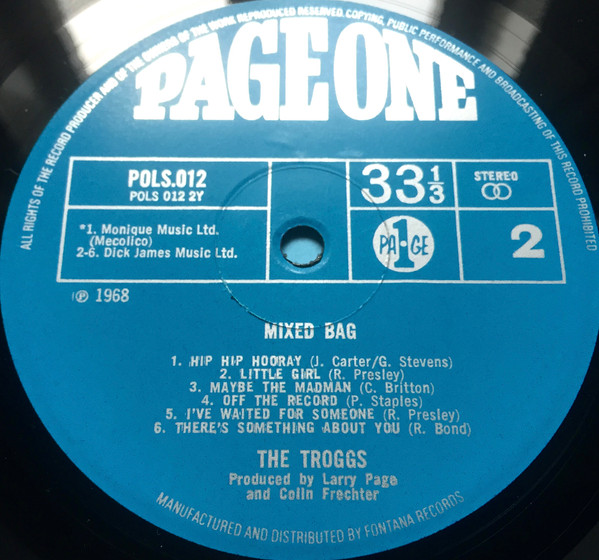 ALL RIGHTS OF THE RECORD PRODUCER AND OF THE OWNER OF THE WORK REPRODUCED RESERVED. COPYING, PUBLIC PERFORMANCE AND BROADCASTING OF THIS RECORD PROHIBITED
PAGE ONE
POLS.012
POLS 012 2Y
33 1/3
STEREO
*1. Monique Music Ltd.
(Mecolico)
2-6. Dick James Music Ltd.
PA·GE
1
2
℗ 1968
MIXED BAG
1. HIP HIP HOORAY (J. Carter/G. Stevens)
2. LITTLE GIRL (R. Presley)
3. MAYBE THE MADMAN (C. Britton)
4. OFF THE RECORD (P. Staples)
5. I'VE WAITED FOR SOMEONE (R. Presley)
6. THERE'S SOMETHING ABOUT YOU (R. Bond)
THE TROGGS
Produced by Larry Page
and Colin Frechter
MANUFACTURED AND DISTRIBUTED BY FONTANA RECORDS